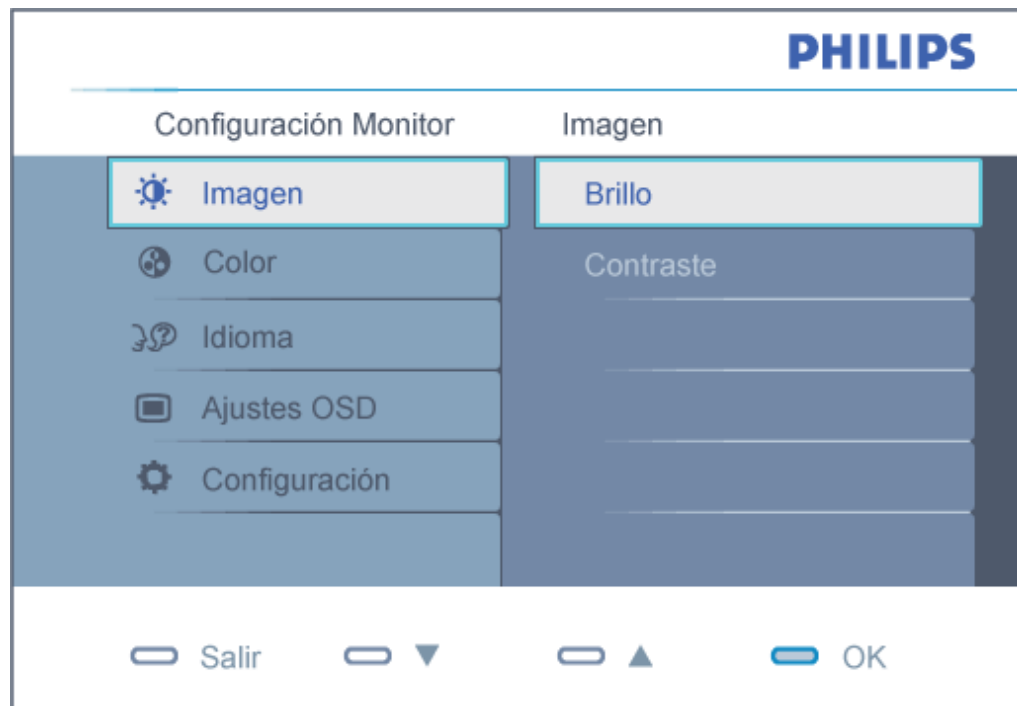 PHILIPS
Configuración Monitor Imagen
Imagen Brillo
Color Contraste
Idioma
Ajustes OSD
Configuración
Salir ▼ ▲ OK